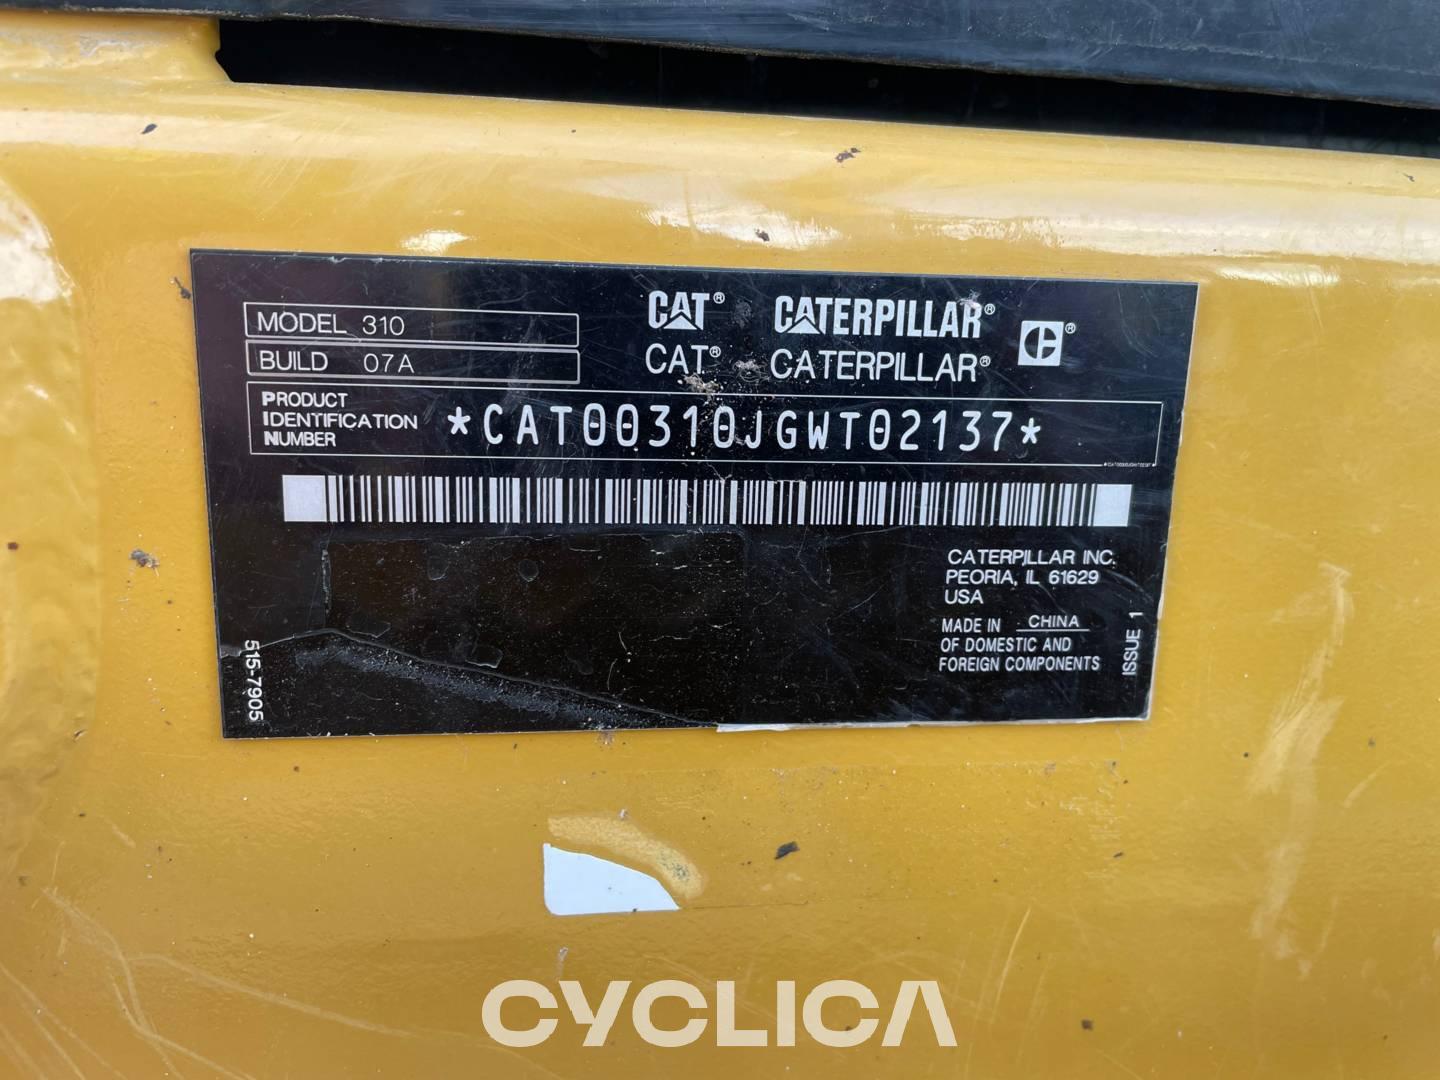 MODEL 310
BUILD 07A
CAT® CATERPILLAR®
CAT® CATERPILLAR®
PRODUCT
IDENTIFICATION
NUMBER
*CAT00310JGWT02137*
CATERPILLAR INC.
PEORIA, IL 61629
USA
MADE IN CHINA
OF DOMESTIC AND
FOREIGN COMPONENTS
ISSUE 1
515-7905
CYCLICA